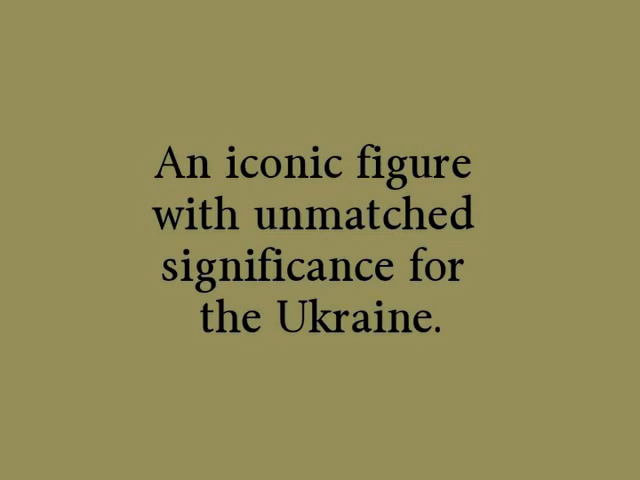 An iconic figure
with unmatched
significance for
the Ukraine.